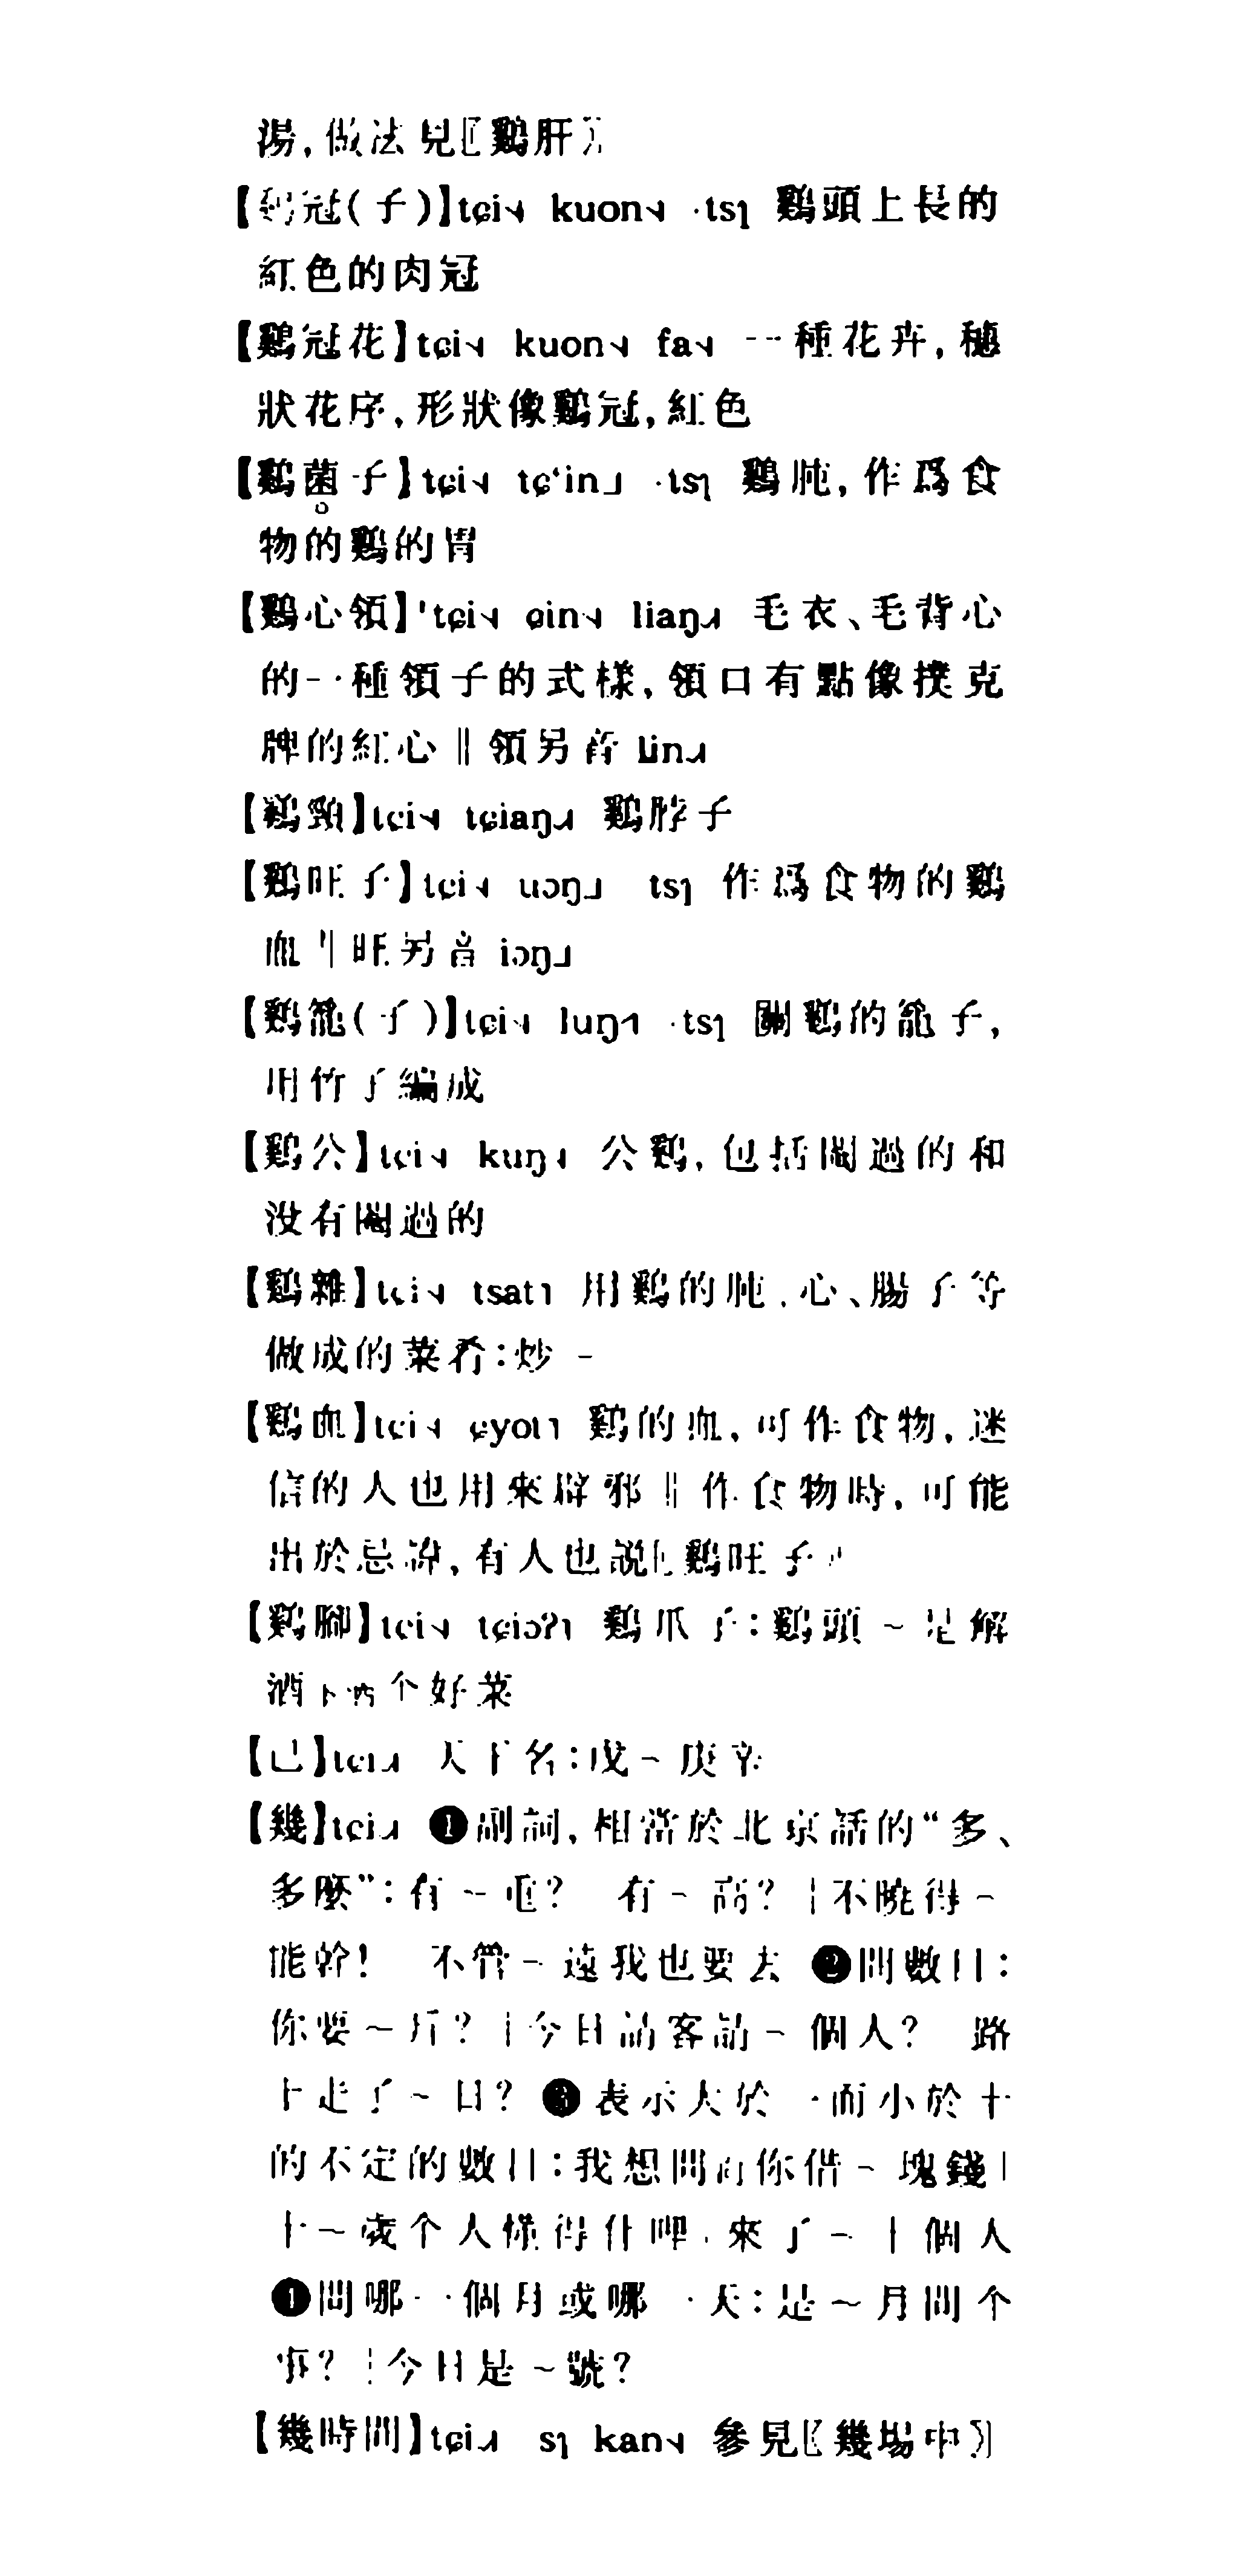 湯，做法見〖鷄肝〗
【鷄冠（子）】tɕi˧˩ kuon˧˩ ·tsɿ 鷄頭上長的
紅色的肉冠
【鷄冠花】tɕi˧˩ kuon˧˩ fa˧˩ 一種花卉，穗
狀花序，形狀像鷄冠，紅色
【鷄菌子】tɕi˧˩ tɕʻin˩ ·tsɿ 鷄肫，作爲食
物的鷄的胃
【鷄心領】ˈtɕi˧˩ ɕin˧˩ liaŋ 毛衣、毛背心
的一種領子的式樣，領口有點像撲克
牌的紅心‖領另音 lin
【鷄頸】tɕi˧˩ tɕiaŋ 鷄脖子
【鷄旺子】tɕi˧˩ uɔŋ˩ tsɿ 作爲食物的鷄
血‖旺另音 iɔŋ˩
【鷄籠（子）】tɕi˧˩ luŋ ·tsɿ 關鷄的籠子，
用竹子編成
【鷄公】tɕi˧˩ kuŋ˧˩ 公鷄，包括閹過的和
没有閹過的
【鷄雜】tɕi˧˩ tsat 用鷄的肫、心、腸子等
做成的菜肴：炒～
【鷄血】tɕi˧˩ ɕyot 鷄的血，可作食物，迷
信的人也用來辟邪‖作食物時，可能
出於忌諱，有人也説〖鷄旺子〗
【鷄腳】tɕi˧˩ tɕiɔʔ 鷄爪子：鷄頭～是解
酒下酒个好菜
【己】tɕi 天干名：戊～庚辛
【幾】tɕi ❶副詞，相當於北京話的“多、
多麼”：有～重？｜有～高？｜不曉得～
能幹！｜不管～遠我也要去 ❷問數目：
你要～斤？｜今日請客請～個人？｜路
上走了～日？ ❸表示大於一而小於十
的不定的數目：我想問你借～塊錢｜
十～歲个人懂得什哩｜來了～十個人
❹問哪一個月或哪一天：是～月間个
事？｜今日是～號？
【幾時間】tɕi sɿ kan˧˩ 參見〖幾場中〗